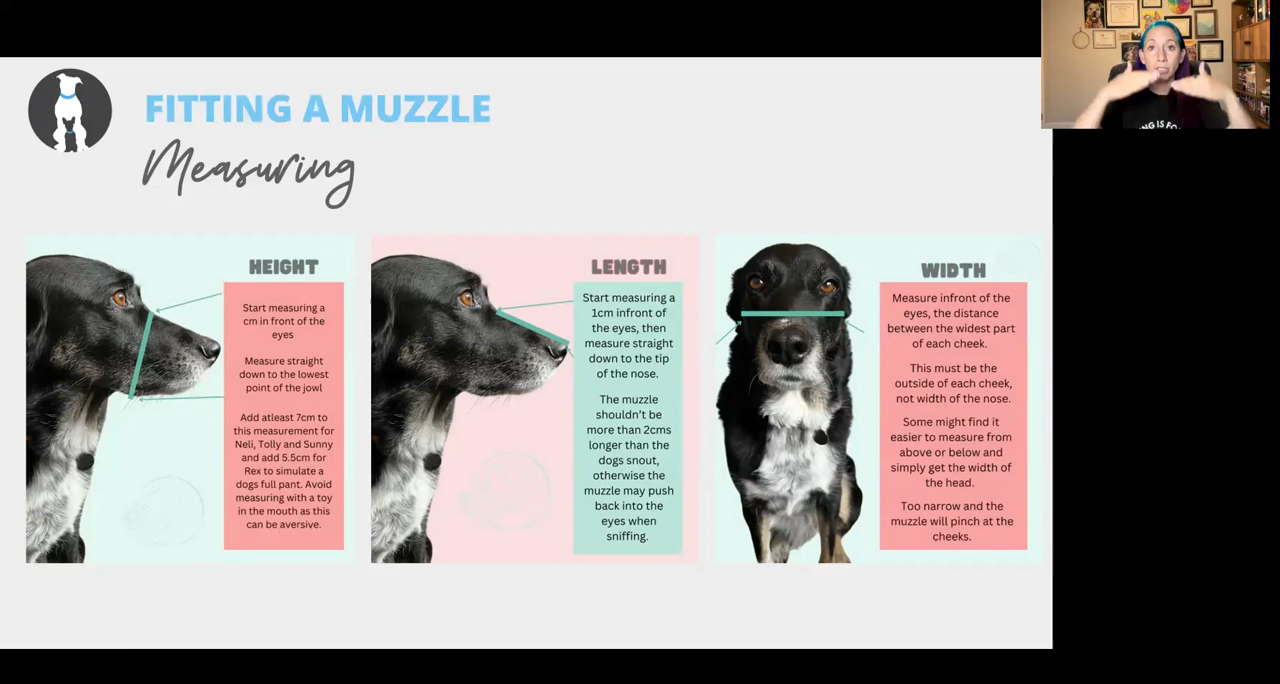 FITTING A MUZZLE
Measuring
HEIGHT
Start measuring a
cm in front of the
eyes
Measure straight
down to the lowest
point of the jowl
Add atleast 7cm to
this measurement for
Neli, Tolly and Sunny
and add 5.5cm for
Rex to simulate a
dogs full pant. Avoid
measuring with a toy
in the mouth as this
can be aversive.
LENGTH
Start measuring a
1cm infront of
the eyes, then
measure straight
down to the tip
of the nose.
The muzzle
shouldn't be
more than 2cms
longer than the
dogs snout,
otherwise the
muzzle may push
back into the
eyes when
sniffing.
WIDTH
Measure infront of the
eyes, the distance
between the widest part
of each cheek.
This must be the
outside of each cheek,
not width of the nose.
Some might find it
easier to measure from
above or below and
simply get the width of
the head.
Too narrow and the
muzzle will pinch at the
cheeks.